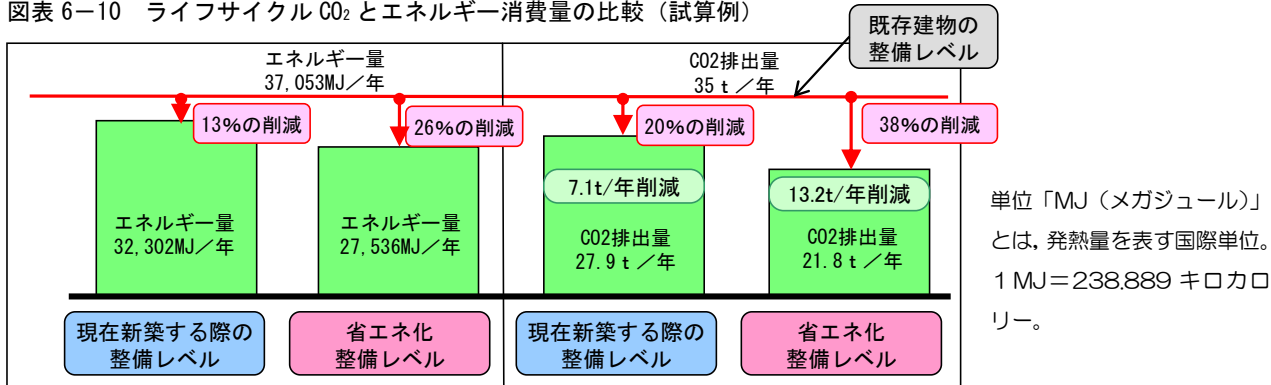 図表 6－10 ライフサイクル CO₂ とエネルギー消費量の比較（試算例）
既存建物の
整備レベル
エネルギー量
37,053MJ／年
CO2排出量
35ｔ／年
13%の削減
26%の削減
20%の削減
38%の削減
エネルギー量
32,302MJ／年
エネルギー量
27,536MJ／年
7.1t/年削減
CO2排出量
27.9ｔ／年
13.2t/年削減
CO2排出量
21.8ｔ／年
現在新築する際の
整備レベル
省エネ化
整備レベル
現在新築する際の
整備レベル
省エネ化
整備レベル
単位「MJ（メガジュール）」
とは，発熱量を表す国際単位。
１MJ＝238.889 キロカロ
リー。